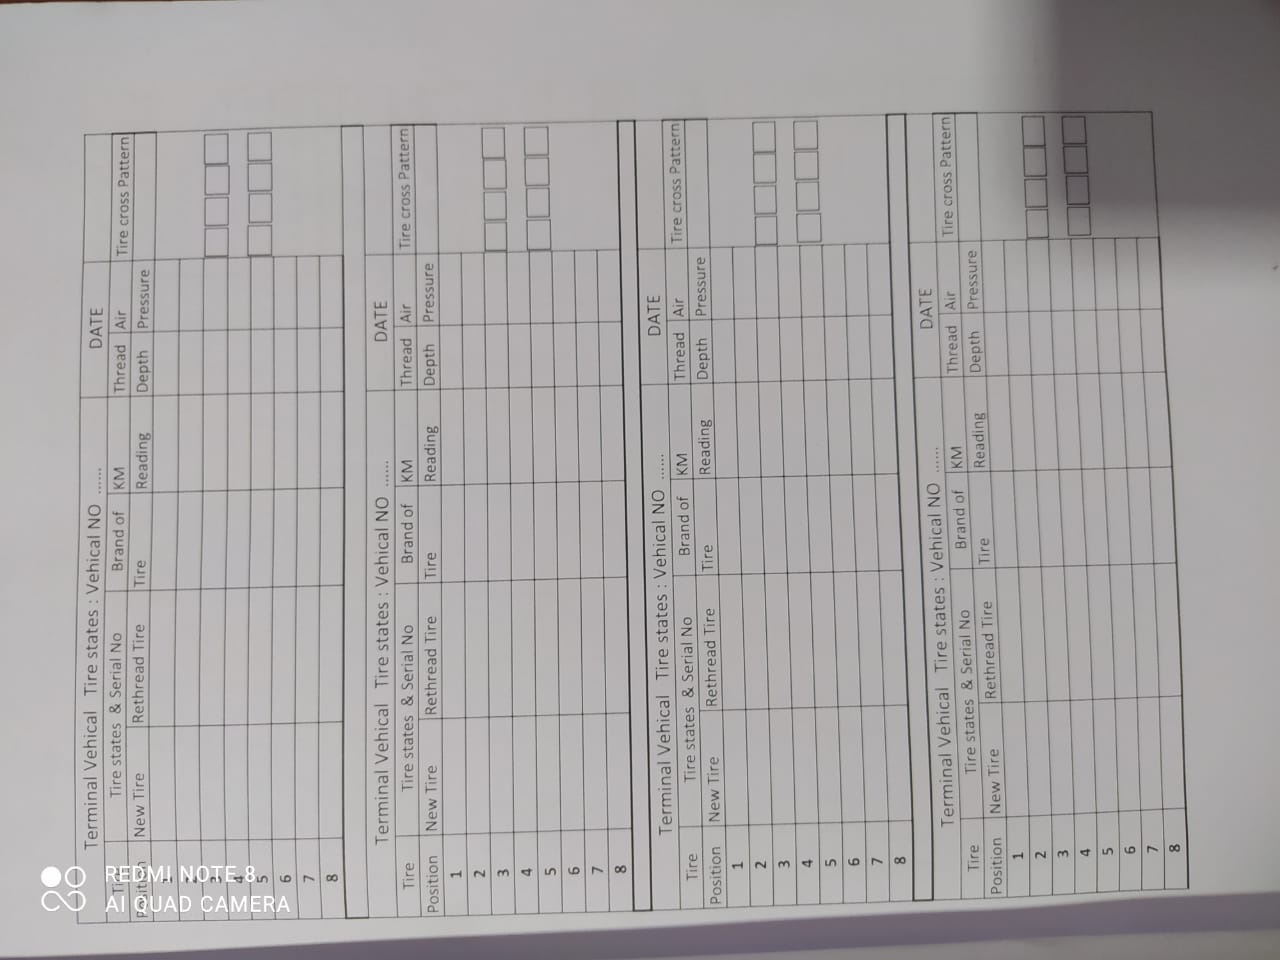 Terminal Vehical Tire states : Vehical NO ...... DATE
Tire Tire states & Serial No Brand of KM Thread Air Tire cross Pattern
Position New Tire Rethread Tire Tire Reading Depth Pressure
1
2
3
4
5
6
7
8
Terminal Vehical Tire states : Vehical NO ...... DATE
Tire Tire states & Serial No Brand of KM Thread Air Tire cross Pattern
Position New Tire Rethread Tire Tire Reading Depth Pressure
1
2
3
4
5
6
7
8
Terminal Vehical Tire states : Vehical NO ...... DATE
Tire Tire states & Serial No Brand of KM Thread Air Tire cross Pattern
Position New Tire Rethread Tire Tire Reading Depth Pressure
1
2
3
4
5
6
7
8
Terminal Vehical Tire states : Vehical NO ...... DATE
Tire Tire states & Serial No Brand of KM Thread Air Tire cross Pattern
Position New Tire Rethread Tire Tire Reading Depth Pressure
1
2
3
4
5
6
7
8
REDMI NOTE 8
AI QUAD CAMERA